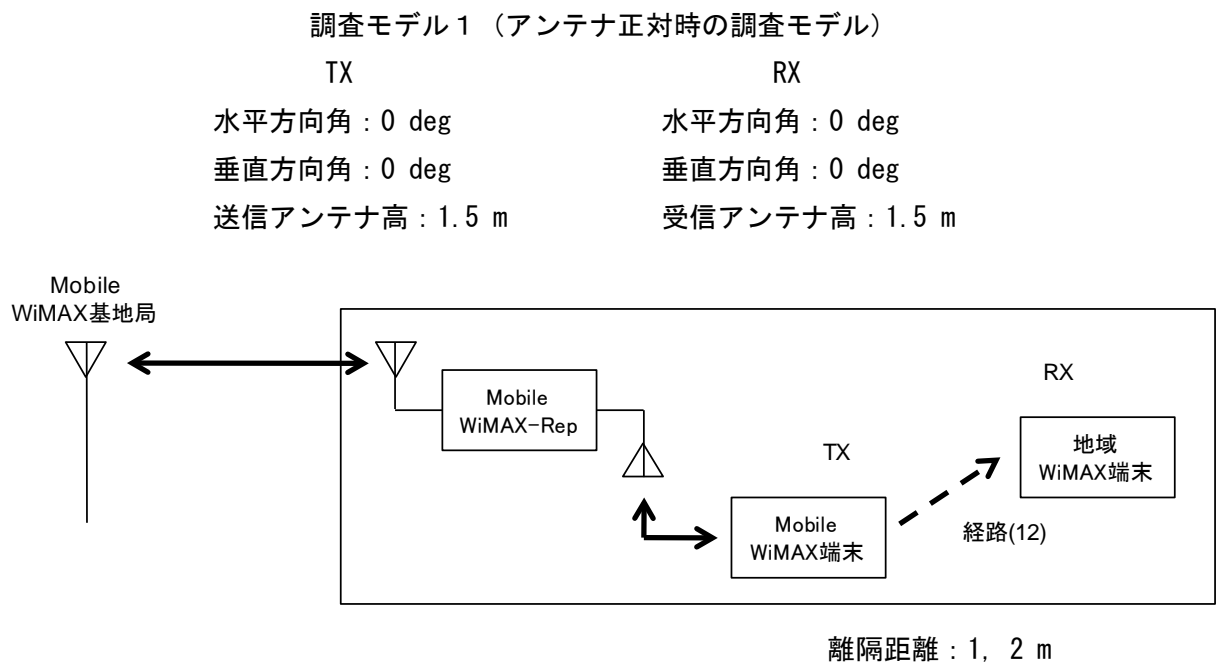 調査モデル1 (アンテナ正対時の調査モデル)
TX RX
水平方向角:0 deg 水平方向角:0 deg
垂直方向角:0 deg 垂直方向角:0 deg
送信アンテナ高:1.5 m 受信アンテナ高:1.5 m
Mobile
WiMAX基地局
Mobile
WiMAX-Rep
TX
Mobile
WiMAX端末
RX
地域
WiMAX端末
経路(12)
離隔距離:1, 2 m